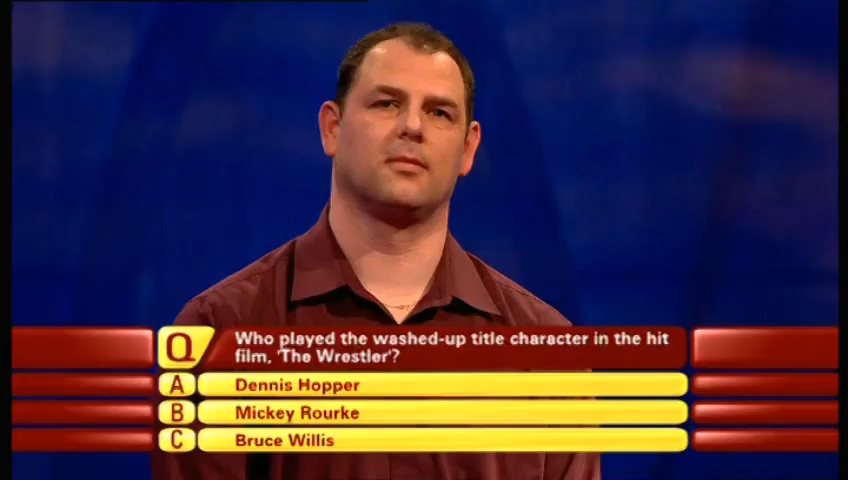 Q Who played the washed-up title character in the hit
film, 'The Wrestler'?
A Dennis Hopper
B Mickey Rourke
C Bruce Willis